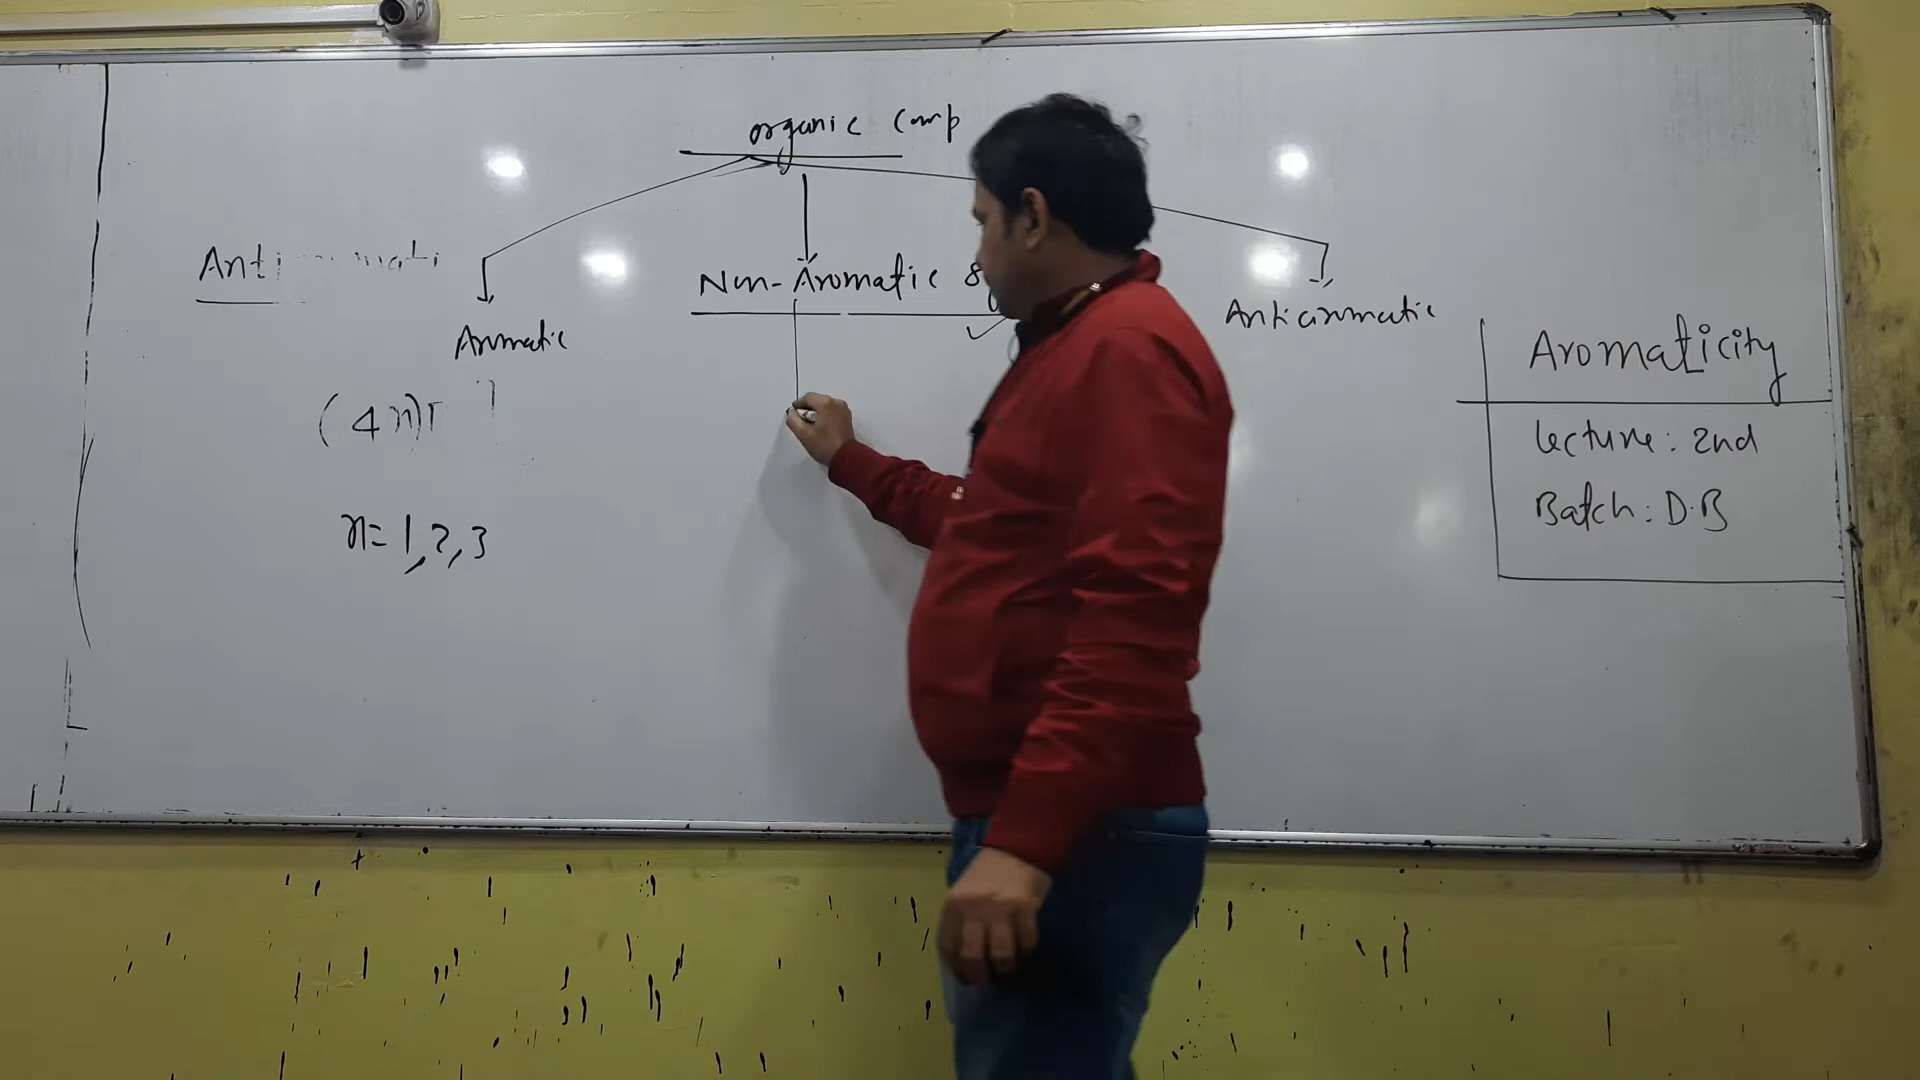 organic comp
Non-Aromatic
Aromatic
Antiaromatic
Anti
(4n)π
n=1,2,3
Aromaticity
Lecture: 2nd
Batch: D.B